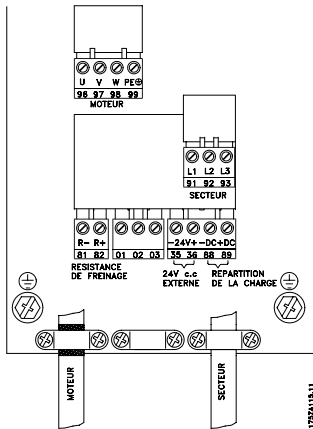 U V W PE
96 97 98 99
MOTEUR
L1 L2 L3
91 92 93
SECTEUR
R- R+ -24V+ -DC+DC
81 82 01 02 03 35 36 88 89
RESISTANCE
DE FREINAGE
24V c.c
EXTERNE
REPARTITION
DE LA CHARGE
MOTEUR
SECTEUR
175ZA115.11